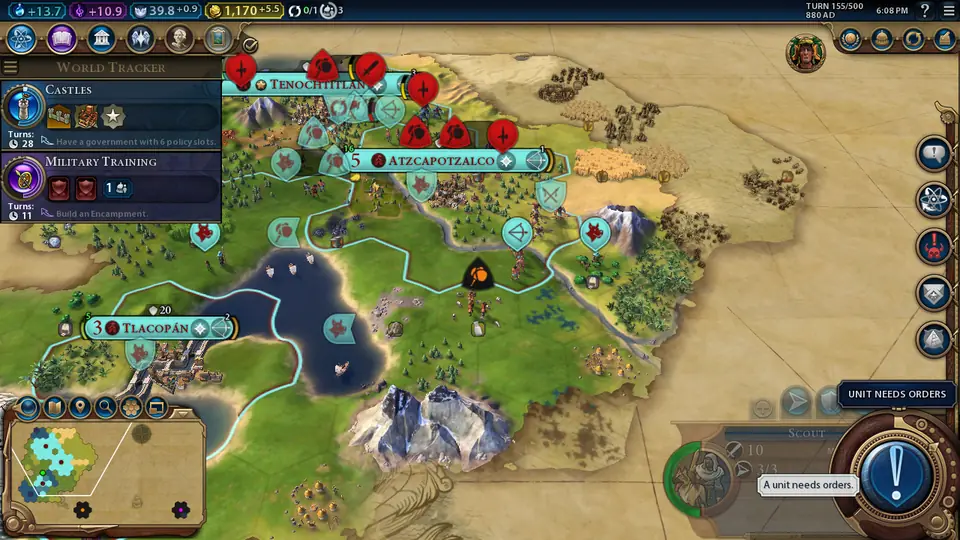 +13.7 +10.9 39.8+0.9 1,170+5.5 0/1 3
TURN 155/500
880 AD
6:08 PM ?
WORLD TRACKER
CASTLES
Turns:
28
Have a government with 6 policy slots.
MILITARY TRAINING
1
Turns:
11
Build an Encampment.
TENOCHTITLAN
5 ATZCAPOTZALCO
1
20
5
3 TLACOPÁN
2
UNIT NEEDS ORDERS
SCOUT
10
3/3
A unit needs orders.